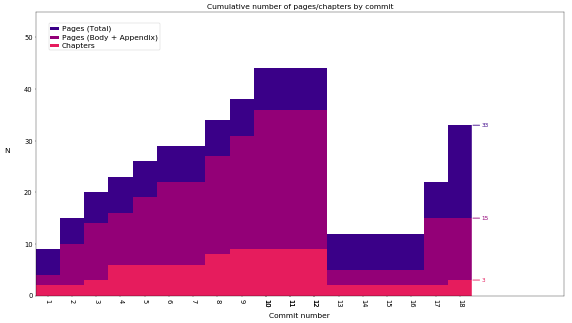 Cumulative number of pages/chapters by commit
Pages (Total)
Pages (Body + Appendix)
Chapters
N
50
40
30
20
10
0
33
15
3
1 2 3 4 5 6 7 8 9 10 11 12 13 14 15 16 17 18
Commit number